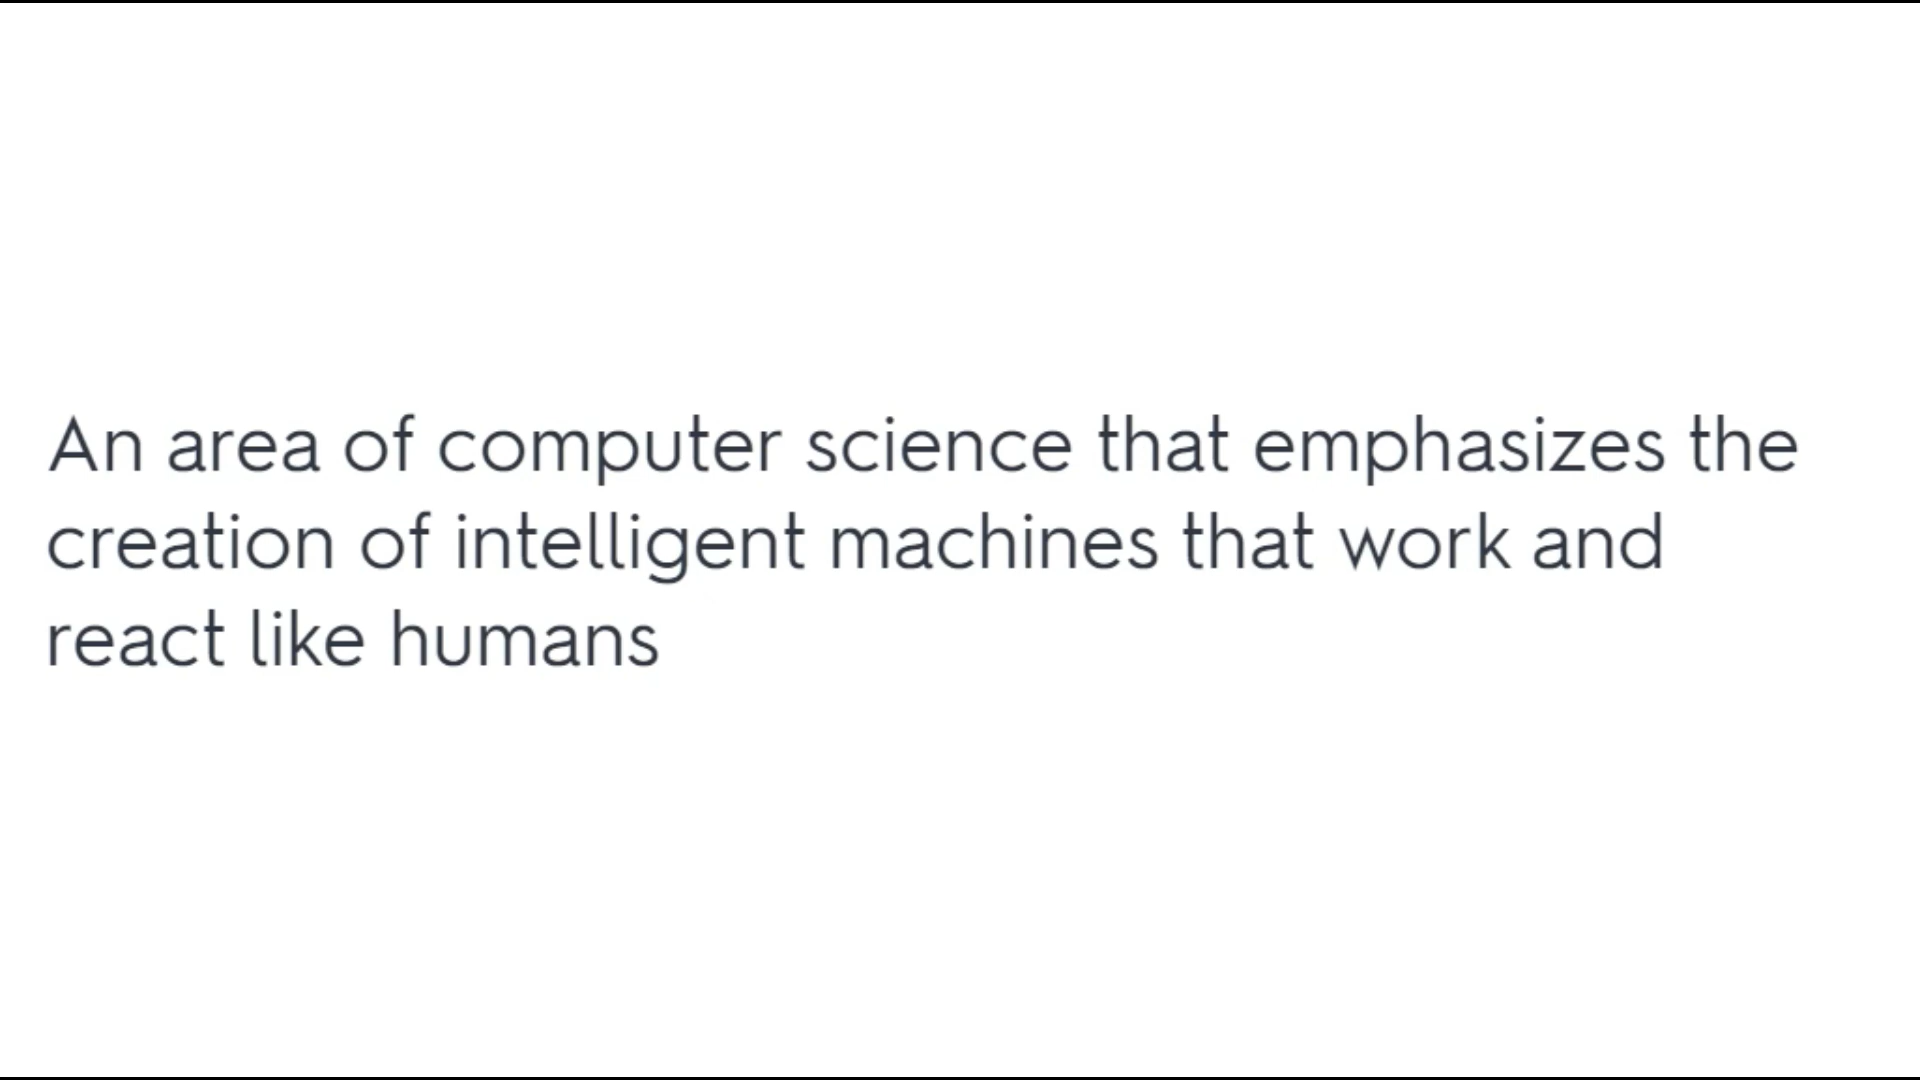 An area of computer science that emphasizes the
creation of intelligent machines that work and
react like humans